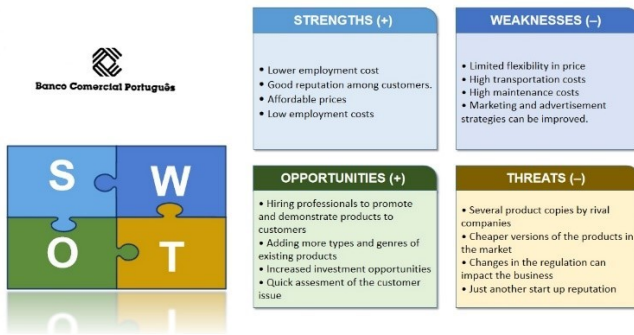 Banco Comercial Português
S W
O T
STRENGTHS (+)
• Lower employment cost
• Good reputation among customers.
• Affordable prices
• Low employment costs
WEAKNESSES (–)
• Limited flexibility in price
• High transportation costs
• High maintenance costs
• Marketing and advertisement
strategies can be improved.
OPPORTUNITIES (+)
• Hiring professionals to promote
and demonstrate products to
customers
• Adding more types and genres of
existing products
• Increased investment opportunities
• Quick assesment of the customer
issue
THREATS (–)
• Several product copies by rival
companies
• Cheaper versions of the products in
the market
• Changes in the regulation can
impact the business
• Just another start up reputation